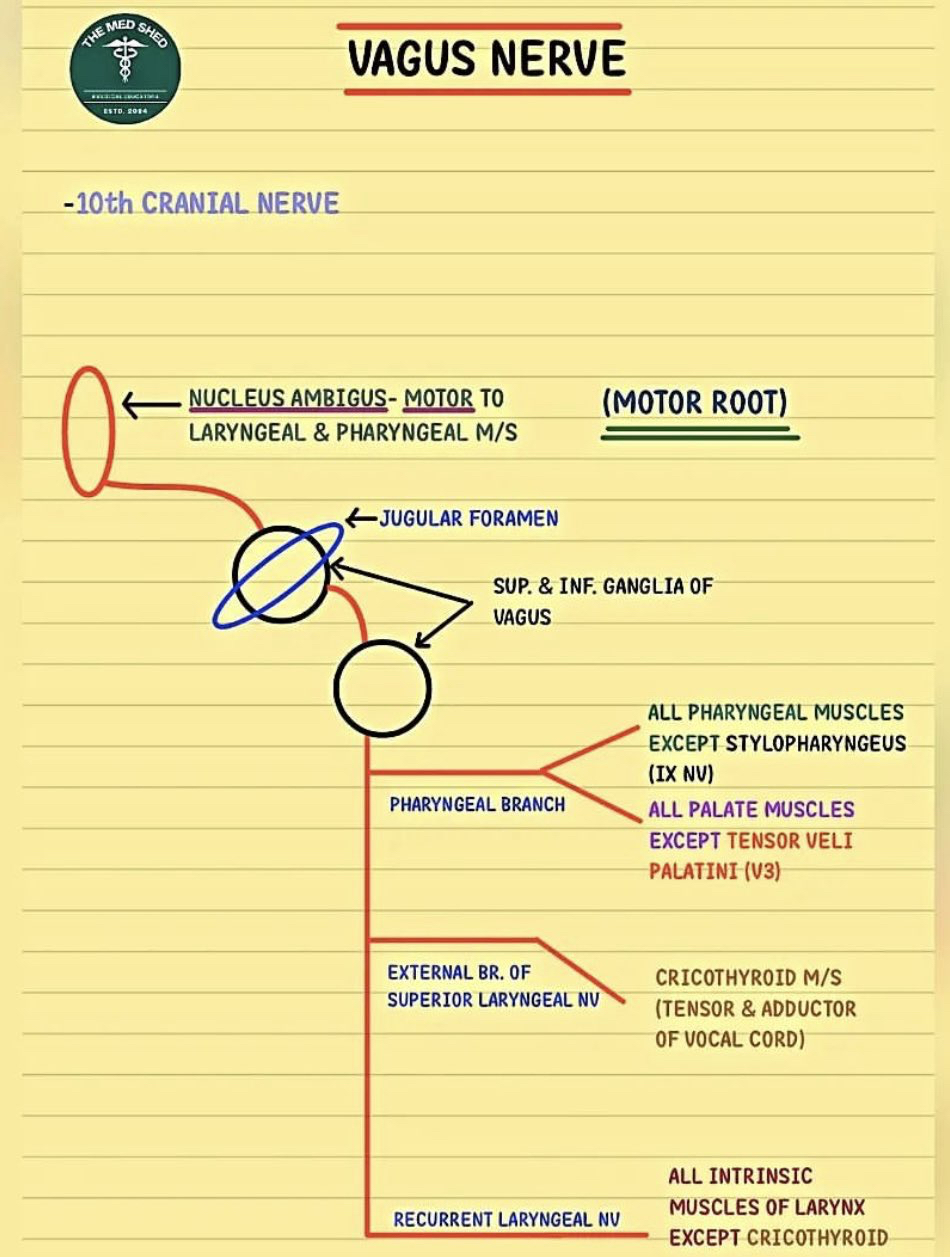 THE MED SHED
ESTD. 2024
VAGUS NERVE
-10th CRANIAL NERVE
NUCLEUS AMBIGUS- MOTOR TO
LARYNGEAL & PHARYNGEAL M/S
(MOTOR ROOT)
JUGULAR FORAMEN
SUP. & INF. GANGLIA OF
VAGUS
ALL PHARYNGEAL MUSCLES
EXCEPT STYLOPHARYNGEUS
(IX NV)
PHARYNGEAL BRANCH
ALL PALATE MUSCLES
EXCEPT TENSOR VELI
PALATINI (V3)
EXTERNAL BR. OF
SUPERIOR LARYNGEAL NV
CRICOTHYROID M/S
(TENSOR & ADDUCTOR
OF VOCAL CORD)
RECURRENT LARYNGEAL NV
ALL INTRINSIC
MUSCLES OF LARYNX
EXCEPT CRICOTHYROID